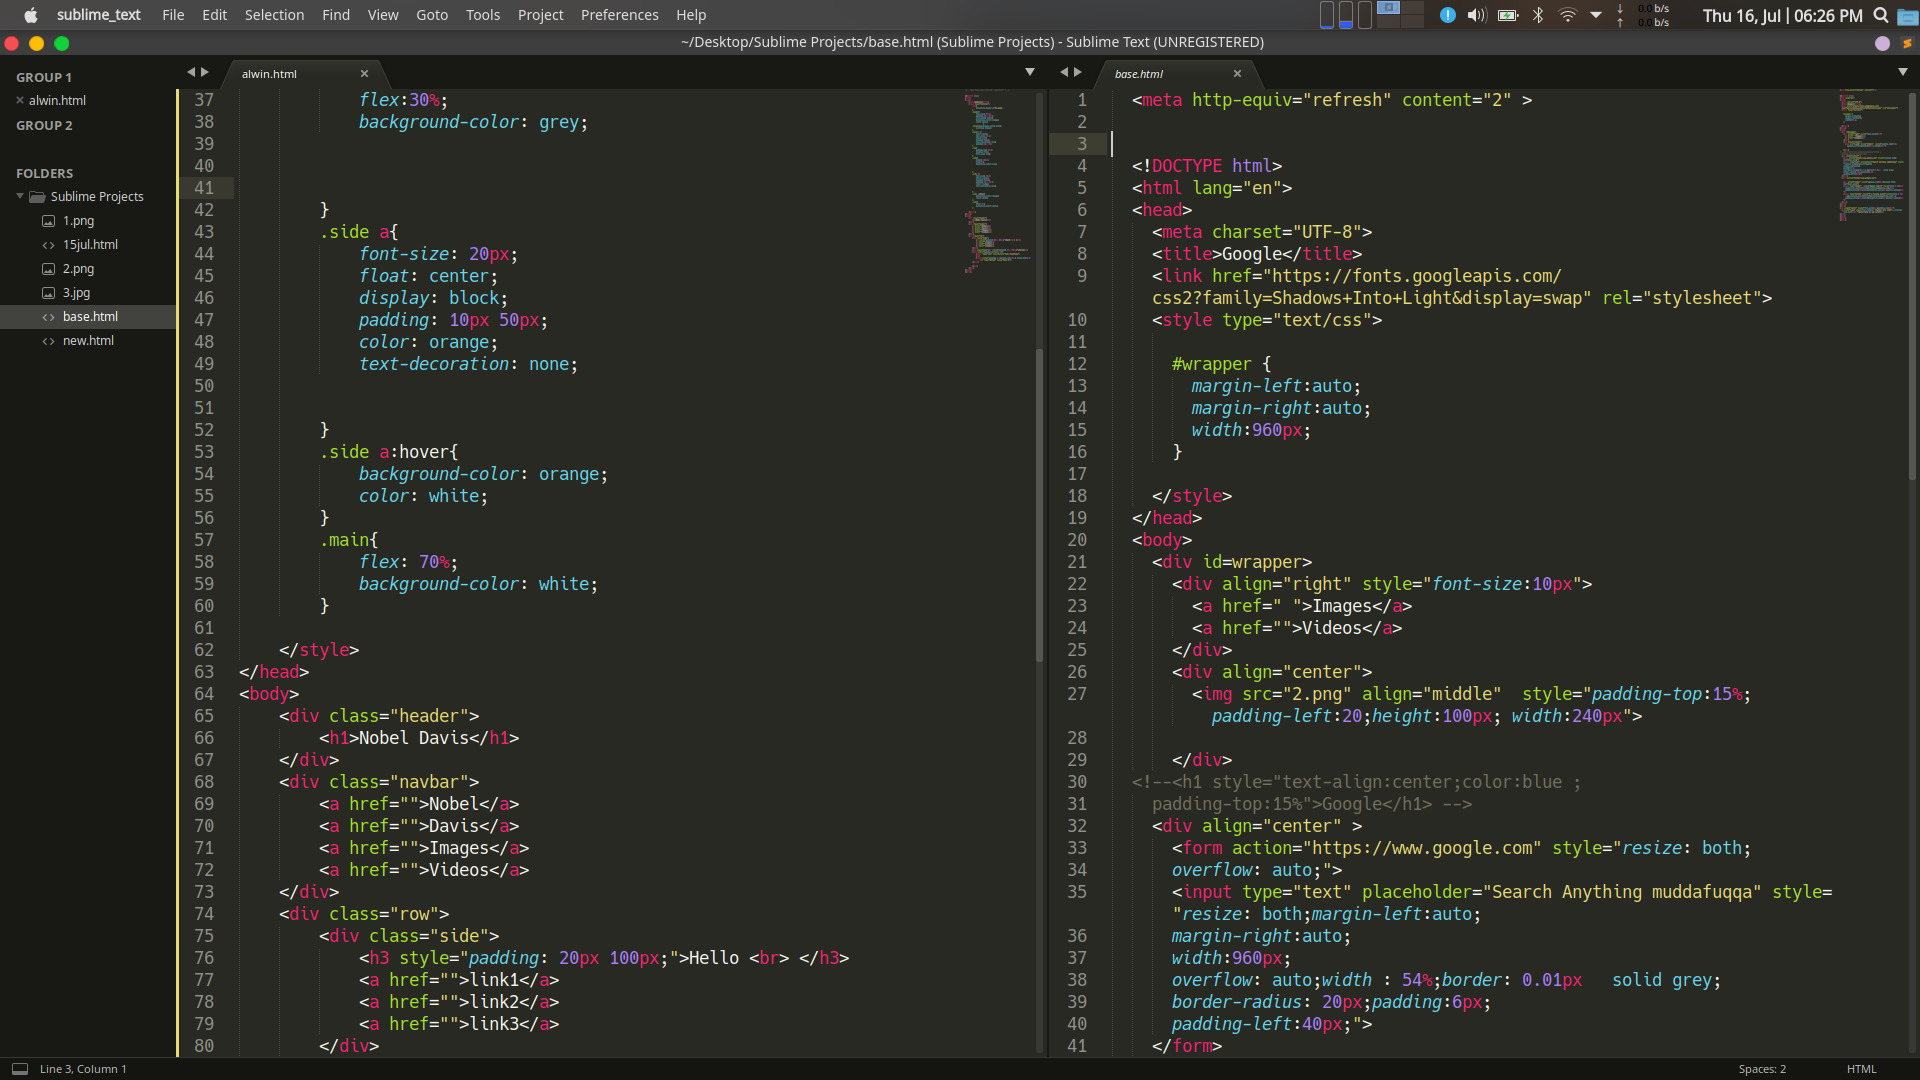 sublime_text File Edit Selection Find View Goto Tools Project Preferences Help
0.0 b/s
0.0 b/s
Thu 16, Jul | 06:26 PM
~/Desktop/Sublime Projects/base.html (Sublime Projects) - Sublime Text (UNREGISTERED)
GROUP 1
alwin.html
GROUP 2
FOLDERS
Sublime Projects
1.png
15jul.html
2.png
3.jpg
base.html
new.html
alwin.html
37 flex:30%;
38 background-color: grey;
39
40
41
42 }
43 .side a{
44 font-size: 20px;
45 float: center;
46 display: block;
47 padding: 10px 50px;
48 color: orange;
49 text-decoration: none;
50
51
52 }
53 .side a:hover{
54 background-color: orange;
55 color: white;
56 }
57 .main{
58 flex: 70%;
59 background-color: white;
60 }
61
62 </style>
63 </head>
64 <body>
65 <div class="header">
66 <h1>Nobel Davis</h1>
67 </div>
68 <div class="navbar">
69 <a href="">Nobel</a>
70 <a href="">Davis</a>
71 <a href="">Images</a>
72 <a href="">Videos</a>
73 </div>
74 <div class="row">
75 <div class="side">
76 <h3 style="padding: 20px 100px;">Hello <br> </h3>
77 <a href="">link1</a>
78 <a href="">link2</a>
79 <a href="">link3</a>
80 </div>
base.html
1 <meta http-equiv="refresh" content="2" >
2
3
4 <!DOCTYPE html>
5 <html lang="en">
6 <head>
7 <meta charset="UTF-8">
8 <title>Google</title>
9 <link href="https://fonts.googleapis.com/
css2?family=Shadows+Into+Light&display=swap" rel="stylesheet">
10 <style type="text/css">
11
12 #wrapper {
13 margin-left:auto;
14 margin-right:auto;
15 width:960px;
16 }
17
18 </style>
19 </head>
20 <body>
21 <div id=wrapper>
22 <div align="right" style="font-size:10px">
23 <a href=" ">Images</a>
24 <a href="">Videos</a>
25 </div>
26 <div align="center">
27 <img src="2.png" align="middle"  style="padding-top:15%;
padding-left:20;height:100px; width:240px">
28
29 </div>
30 <!--<h1 style="text-align:center;color:blue ;
31 padding-top:15%">Google</h1> -->
32 <div align="center" >
33 <form action="https://www.google.com" style="resize: both;
34 overflow: auto;">
35 <input type="text" placeholder="Search Anything muddafuqqa" style=
"resize: both;margin-left:auto;
36 margin-right:auto;
37 width:960px;
38 overflow: auto;width : 54%;border: 0.01px   solid grey;
39 border-radius: 20px;padding:6px;
40 padding-left:40px;">
41 </form>
Line 3, Column 1
Spaces: 2
HTML